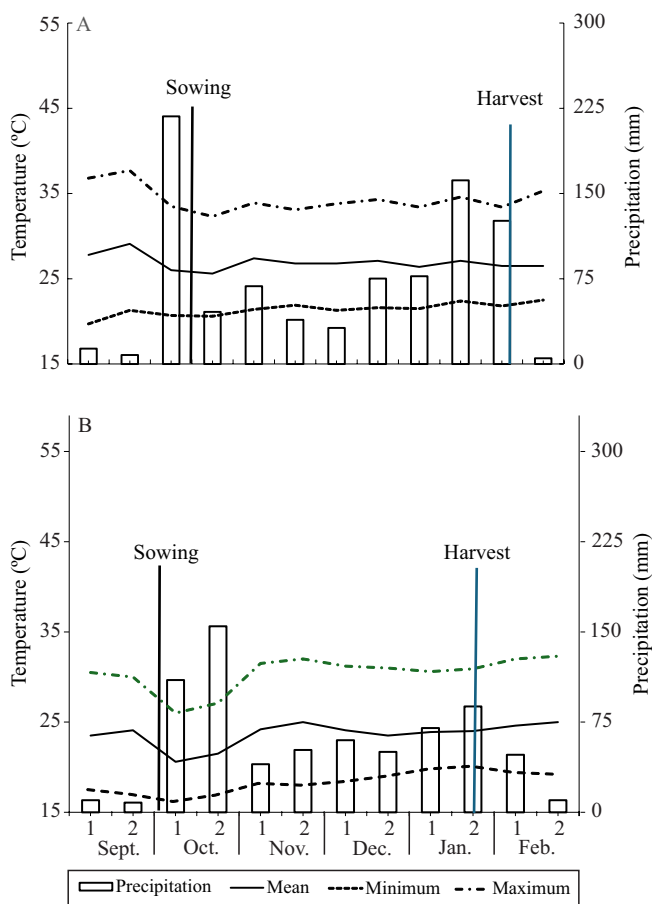 A
Temperature (ºC)
Precipitation (mm)
55
45
35
25
15
300
225
150
75
0
Sowing
Harvest
B
Temperature (ºC)
Precipitation (mm)
55
45
35
25
15
300
225
150
75
0
Sowing
Harvest
1 2 1 2 1 2 1 2 1 2 1 2
Sept. Oct. Nov. Dec. Jan. Feb.
Precipitation Mean Minimum Maximum